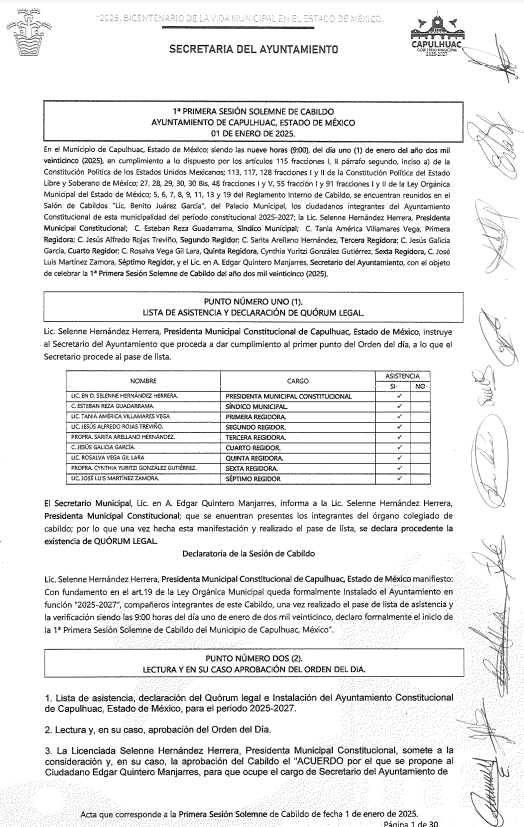 "2025. BICENTENARIO DE LA VIDA MUNICIPAL EN EL ESTADO DE MÉXICO.
CAPULHUAC
GOBIERNO MUNICIPAL
2025-2027
SECRETARIA DEL AYUNTAMIENTO
1ª PRIMERA SESIÓN SOLEMNE DE CABILDO
AYUNTAMIENTO DE CAPULHUAC, ESTADO DE MÉXICO
01 DE ENERO DE 2025.
En el Municipio de Capulhuac, Estado de México; siendo las nueve horas (9:00), del día uno (1) de enero del año dos mil
veinticinco (2025), en cumplimiento a lo dispuesto por los artículos 115 fracciones I, II párrafo segundo, inciso a) de la
Constitución de la Política de los Estados Unidos Mexicanos; 113, 117, 128 fracciones I y II de la Constitución Política del Estado
Libre y Soberano de México; 27, 28, 29, 30, 30 Bis, 48 fracciones I y V, 55 fracción I y 91 fracciones I y II de la Ley Orgánica
Municipal del Estado de México; 5, 6, 7, 8, 9, 11, 13 y 19 del Reglamento Interno de Cabildo, se encuentran reunidos en el
Salón de Cabildos "Lic. Benito Juárez García", del Palacio Municipal, los ciudadanos integrantes del Ayuntamiento
Constitucional de esta municipalidad del período constitucional 2025-2027; la Lic. Selenne Hernández Herrera, Presidenta
Municipal Constitucional; C. Esteban Reza Guadarrama, Síndico Municipal; C. Tania América Villamares Vega, Primera
Regidora; C. Jesús Alfredo Rojas Treviño, Segundo Regidor; C. Sarita Arellano Hernández, Tercera Regidora; C. Jesús Galicia
García, Cuarto Regidor; C. Rosalva Vega Gil Lara, Quinta Regidora, Cynthia Yuritzi González Gutiérrez, Sexta Regidora, C. José
Luis Martínez Zamora, Séptimo Regidor, y el Lic. en A. Edgar Quintero Manjarres, Secretario del Ayuntamiento, con el objeto
de celebrar la 1ª Primera Sesión Solemne de Cabildo del año dos mil veinticinco (2025).
PUNTO NÚMERO UNO (1).
LISTA DE ASISTENCIA Y DECLARACIÓN DE QUÓRUM LEGAL.
Lic. Selenne Hernández Herrera, Presidenta Municipal Constitucional de Capulhuac, Estado de México, instruye
al Secretario del Ayuntamiento que proceda a dar cumplimiento al primer punto del Orden del día, a lo que el
Secretario procede al pase de lista.
NOMBRE CARGO ASISTENCIA
SI· NO·
LIC. EN D. SELENNE HERNÁNDEZ HERRERA. PRESIDENTA MUNICIPAL CONSTITUCIONAL ✓
C. ESTEBAN REZA GUADARRAMA. SÍNDICO MUNICIPAL. ✓
LIC. TANIA AMÉRICA VILLAMARES VEGA PRIMERA REGIDORA. ✓
LIC. JESÚS ALFREDO ROJAS TREVIÑO. SEGUNDO REGIDOR. ✓
PROFRA. SARITA ARELLANO HERNÁNDEZ. TERCERA REGIDORA. ✓
C. JESÚS GALICIA GARCÍA. CUARTO REGIDOR. ✓
LIC. ROSALVA VEGA GIL LARA QUINTA REGIDORA. ✓
PROFRA. CYNTHIA YURITZI GONZÁLEZ GUTIÉRREZ. SEXTA REGIDORA. ✓
LIC. JOSÉ LUIS MARTÍNEZ ZAMORA. SÉPTIMO REGIDOR ✓
El Secretario Municipal, Lic. en A. Edgar Quintero Manjarres, informa a la Lic. Selenne Hernández Herrera,
Presidenta Municipal Constitucional; que se encuentran presentes los integrantes del órgano colegiado de
cabildo; por lo que una vez hecha esta manifestación y realizado el pase de lista, se declara procedente la
existencia de QUÓRUM LEGAL.
Declaratoria de la Sesión de Cabildo
Lic. Selenne Hernández Herrera, Presidenta Municipal Constitucional de Capulhuac, Estado de México manifiesto:
Con fundamento en el art.19 de la Ley Orgánica Municipal queda formalmente Instalado el Ayuntamiento en
función "2025-2027", compañeros integrantes de este Cabildo, una vez realizado el pase de lista de asistencia y
la verificación siendo las 9:00 horas del día uno de enero de dos mil veinticinco, declaro formalmente el inicio de
la 1ª Primera Sesión Solemne de Cabildo del Municipio de Capulhuac, México".
PUNTO NÚMERO DOS (2).
LECTURA Y EN SU CASO APROBACIÓN DEL ORDEN DEL DIA.
1. Lista de asistencia, declaración del Quórum legal e Instalación del Ayuntamiento Constitucional
de Capulhuac, Estado de México, para el periodo 2025-2027.
2. Lectura y, en su caso, aprobación del Orden del Día.
3. La Licenciada Selenne Hernández Herrera, Presidenta Municipal Constitucional, somete a la
consideración y, en su caso, la aprobación del Cabildo el "ACUERDO por el que se propone al
Ciudadano Edgar Quintero Manjarres, para que ocupe el cargo de Secretario del Ayuntamiento de
Acta que corresponde a la Primera Sesión Solemne de Cabildo de fecha 1 de enero de 2025.
Página 1 de 30